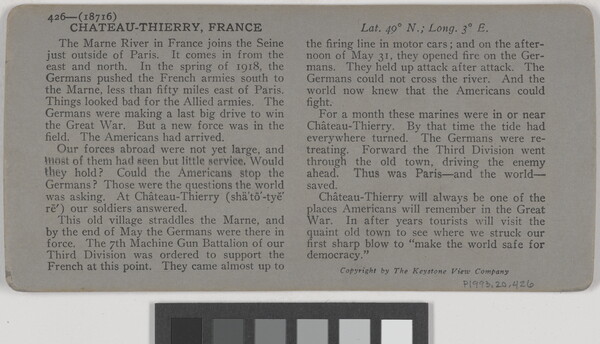 426—(18716)
CHATEAU-THIERRY, FRANCE
The Marne River in France joins the Seine
just outside of Paris. It comes in from the
east and north. In the spring of 1918, the
Germans pushed the French armies south to
the Marne, less than fifty miles east of Paris.
Things looked bad for the Allied armies. The
Germans were making a last big drive to win
the Great War. But a new force was in the
field. The Americans had arrived.
Our forces abroad were not yet large, and
most of them had seen but little service. Would
they hold? Could the Americans stop the
Germans? Those were the questions the world
was asking. At Château-Thierry (shä'tō'-tyĕ'
rē') our soldiers answered.
This old village straddles the Marne, and
by the end of May the Germans were there in
force. The 7th Machine Gun Battalion of our
Third Division was ordered to support the
French at this point. They came almost up to
Lat. 49° N.; Long. 3° E.
the firing line in motor cars; and on the after-
noon of May 31, they opened fire on the Ger-
mans. They held up attack after attack. The
Germans could not cross the river. And the
world now knew that the Americans could
fight.
For a month these marines were in or near
Château-Thierry. By that time the tide had
everywhere turned. The Germans were re-
treating. Forward the Third Division went
through the old town, driving the enemy
ahead. Thus was Paris—and the world—
saved.
Château-Thierry will always be one of the
places Americans will remember in the Great
War. In after years tourists will visit the
quaint old town to see where we struck our
first sharp blow to "make the world safe for
democracy."
Copyright by The Keystone View Company
P1993.20.426